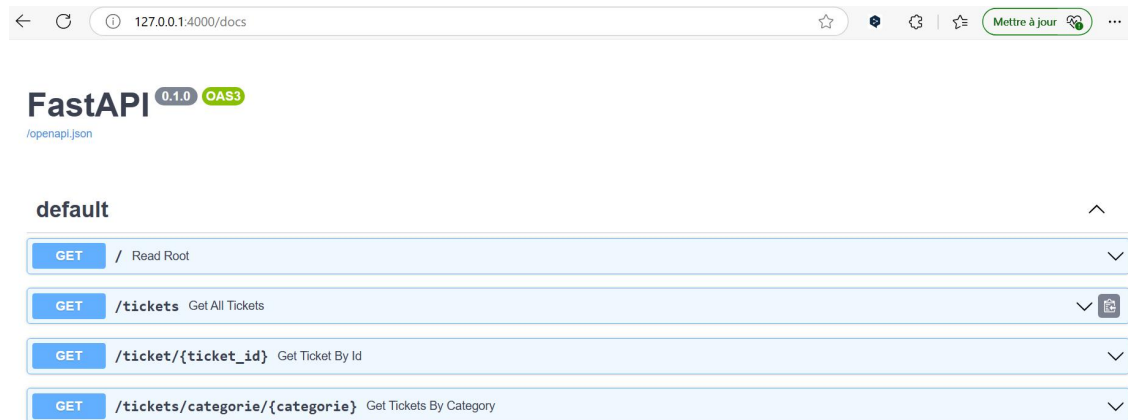 127.0.0.1:4000/docs
Mettre à jour
FastAPI 0.1.0 OAS3
/openapi.json
default
GET / Read Root
GET /tickets Get All Tickets
GET /ticket/{ticket_id} Get Ticket By Id
GET /tickets/categorie/{categorie} Get Tickets By Category